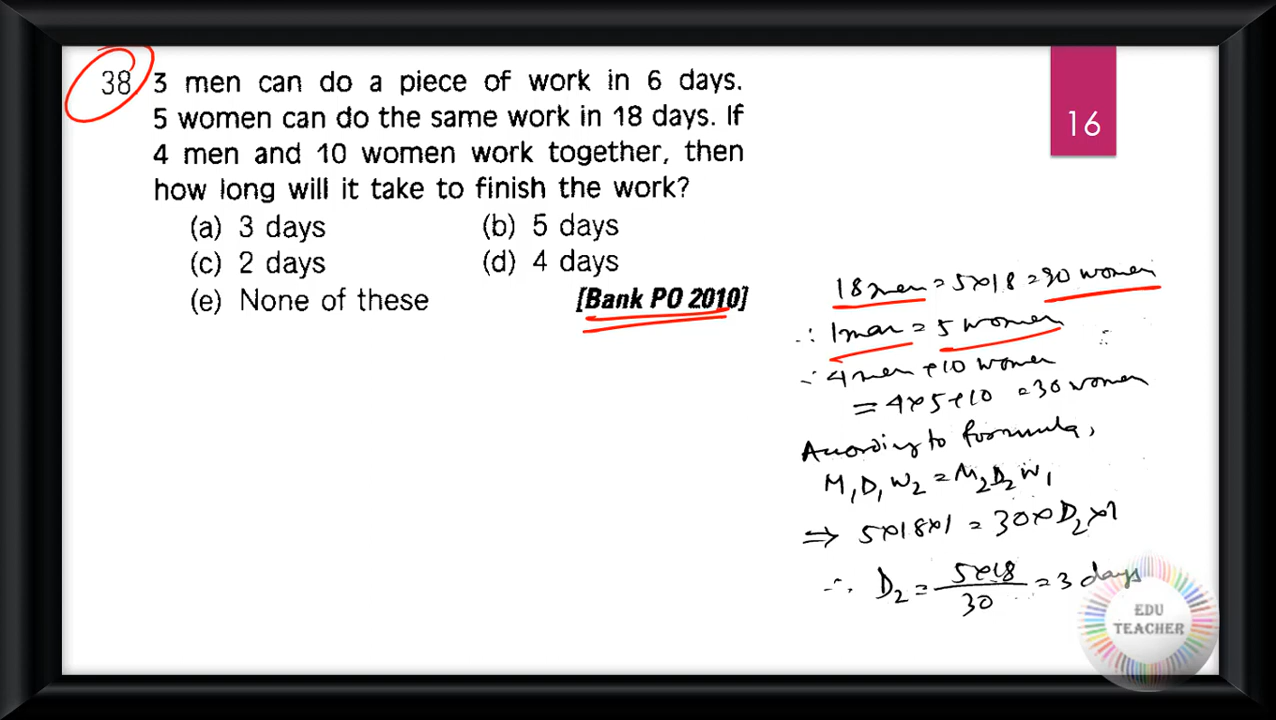 38 3 men can do a piece of work in 6 days.
5 women can do the same work in 18 days. If
4 men and 10 women work together, then
how long will it take to finish the work?
(a) 3 days (b) 5 days
(c) 2 days (d) 4 days
(e) None of these [Bank PO 2010]
16
18 men = 5×18 = 90 women
∴ 1 man = 5 women
∴ 4 men + 10 women
= 4×5+10 = 30 women
According to formula,
M₁D₁W₂ = M₂D₂W₁
⇒ 5×18×1 = 30×D₂×1
∴ D₂ = 5×18/30 = 3 days
EDU
TEACHER